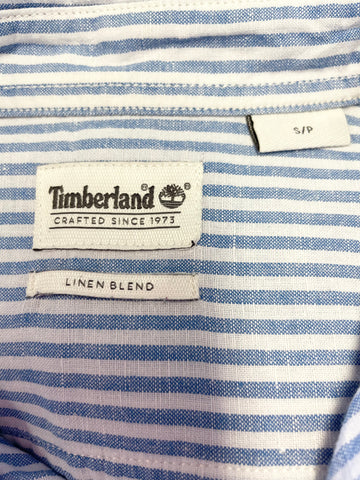 S/P
Timberland®
CRAFTED SINCE 1973
LINEN BLEND